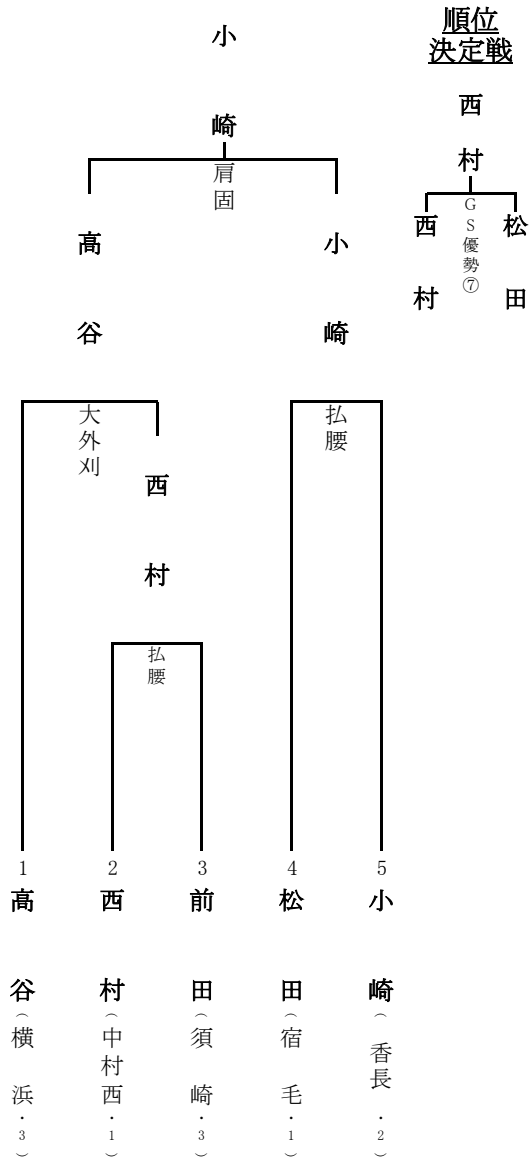 順位
決定戦
西村
GS優勢⑦
西村
松田
小崎
肩固
高谷
小崎
大外刈
払腰
西村
払腰
1
高谷(横浜・3)
2
西村(中村西・1)
3
前田(須崎・3)
4
松田(宿毛・1)
5
小崎(香長・2)